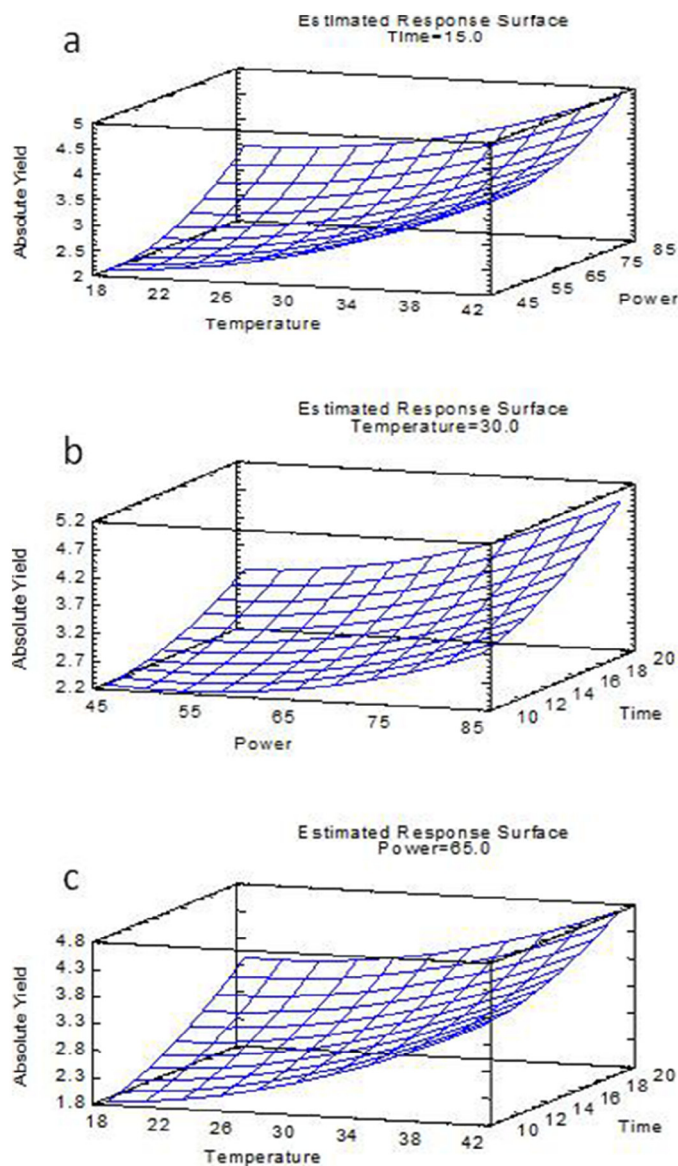 a
Estimated Response Surface
Time=15.0
Absolute Yield
5
4.5
4
3.5
3
2.5
2
18 22 26 30 34 38 42
Temperature
45 55 65 75 85
Power
b
Estimated Response Surface
Temperature=30.0
Absolute Yield
5.2
4.7
4.2
3.7
3.2
2.7
2.2
45 55 65 75 85
Power
10 12 14 16 18 20
Time
c
Estimated Response Surface
Power=65.0
Absolute Yield
4.8
4.3
3.8
3.3
2.8
2.3
1.8
18 22 26 30 34 38 42
Temperature
10 12 14 16 18 20
Time